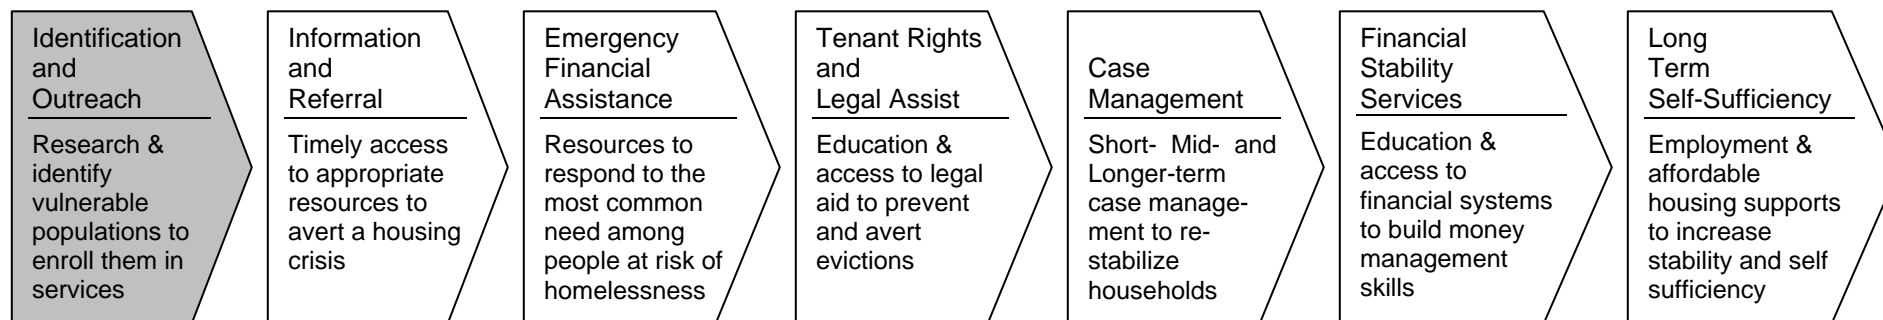 Identification
and
Outreach
Research &
identify
vulnerable
populations to
enroll them in
services
Information
and
Referral
Timely access
to appropriate
resources to
avert a housing
crisis
Emergency
Financial
Assistance
Resources to
respond to the
most common
need among
people at risk of
homelessness
Tenant Rights
and
Legal Assist
Education &
access to legal
aid to prevent
and avert
evictions
Case
Management
Short- Mid- and
Longer-term
case manage-
ment to re-
stabilize
households
Financial
Stability
Services
Education &
access to
financial systems
to build money
management
skills
Long
Term
Self-Sufficiency
Employment &
affordable
housing supports
to increase
stability and self
sufficiency